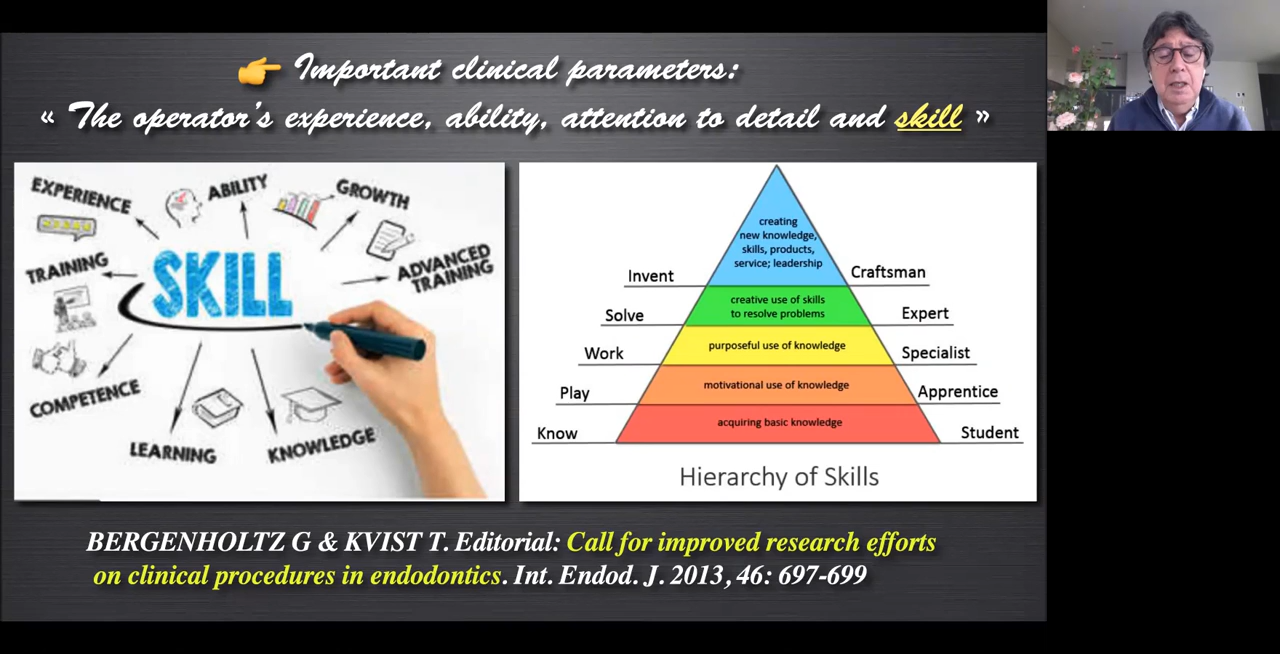 Important clinical parameters:
« The operator's experience, ability, attention to detail and skill »
EXPERIENCE
ABILITY
GROWTH
TRAINING
SKILL
ADVANCED
TRAINING
COMPETENCE
LEARNING
KNOWLEDGE
creating
new knowledge,
skills, products,
service; leadership
Invent
Craftsman
creative use of skills
to resolve problems
Solve
Expert
purposeful use of knowledge
Work
Specialist
motivational use of knowledge
Play
Apprentice
acquiring basic knowledge
Know
Student
Hierarchy of Skills
BERGENHOLTZ G & KVIST T. Editorial: Call for improved research efforts
on clinical procedures in endodontics. Int. Endod. J. 2013, 46: 697-699